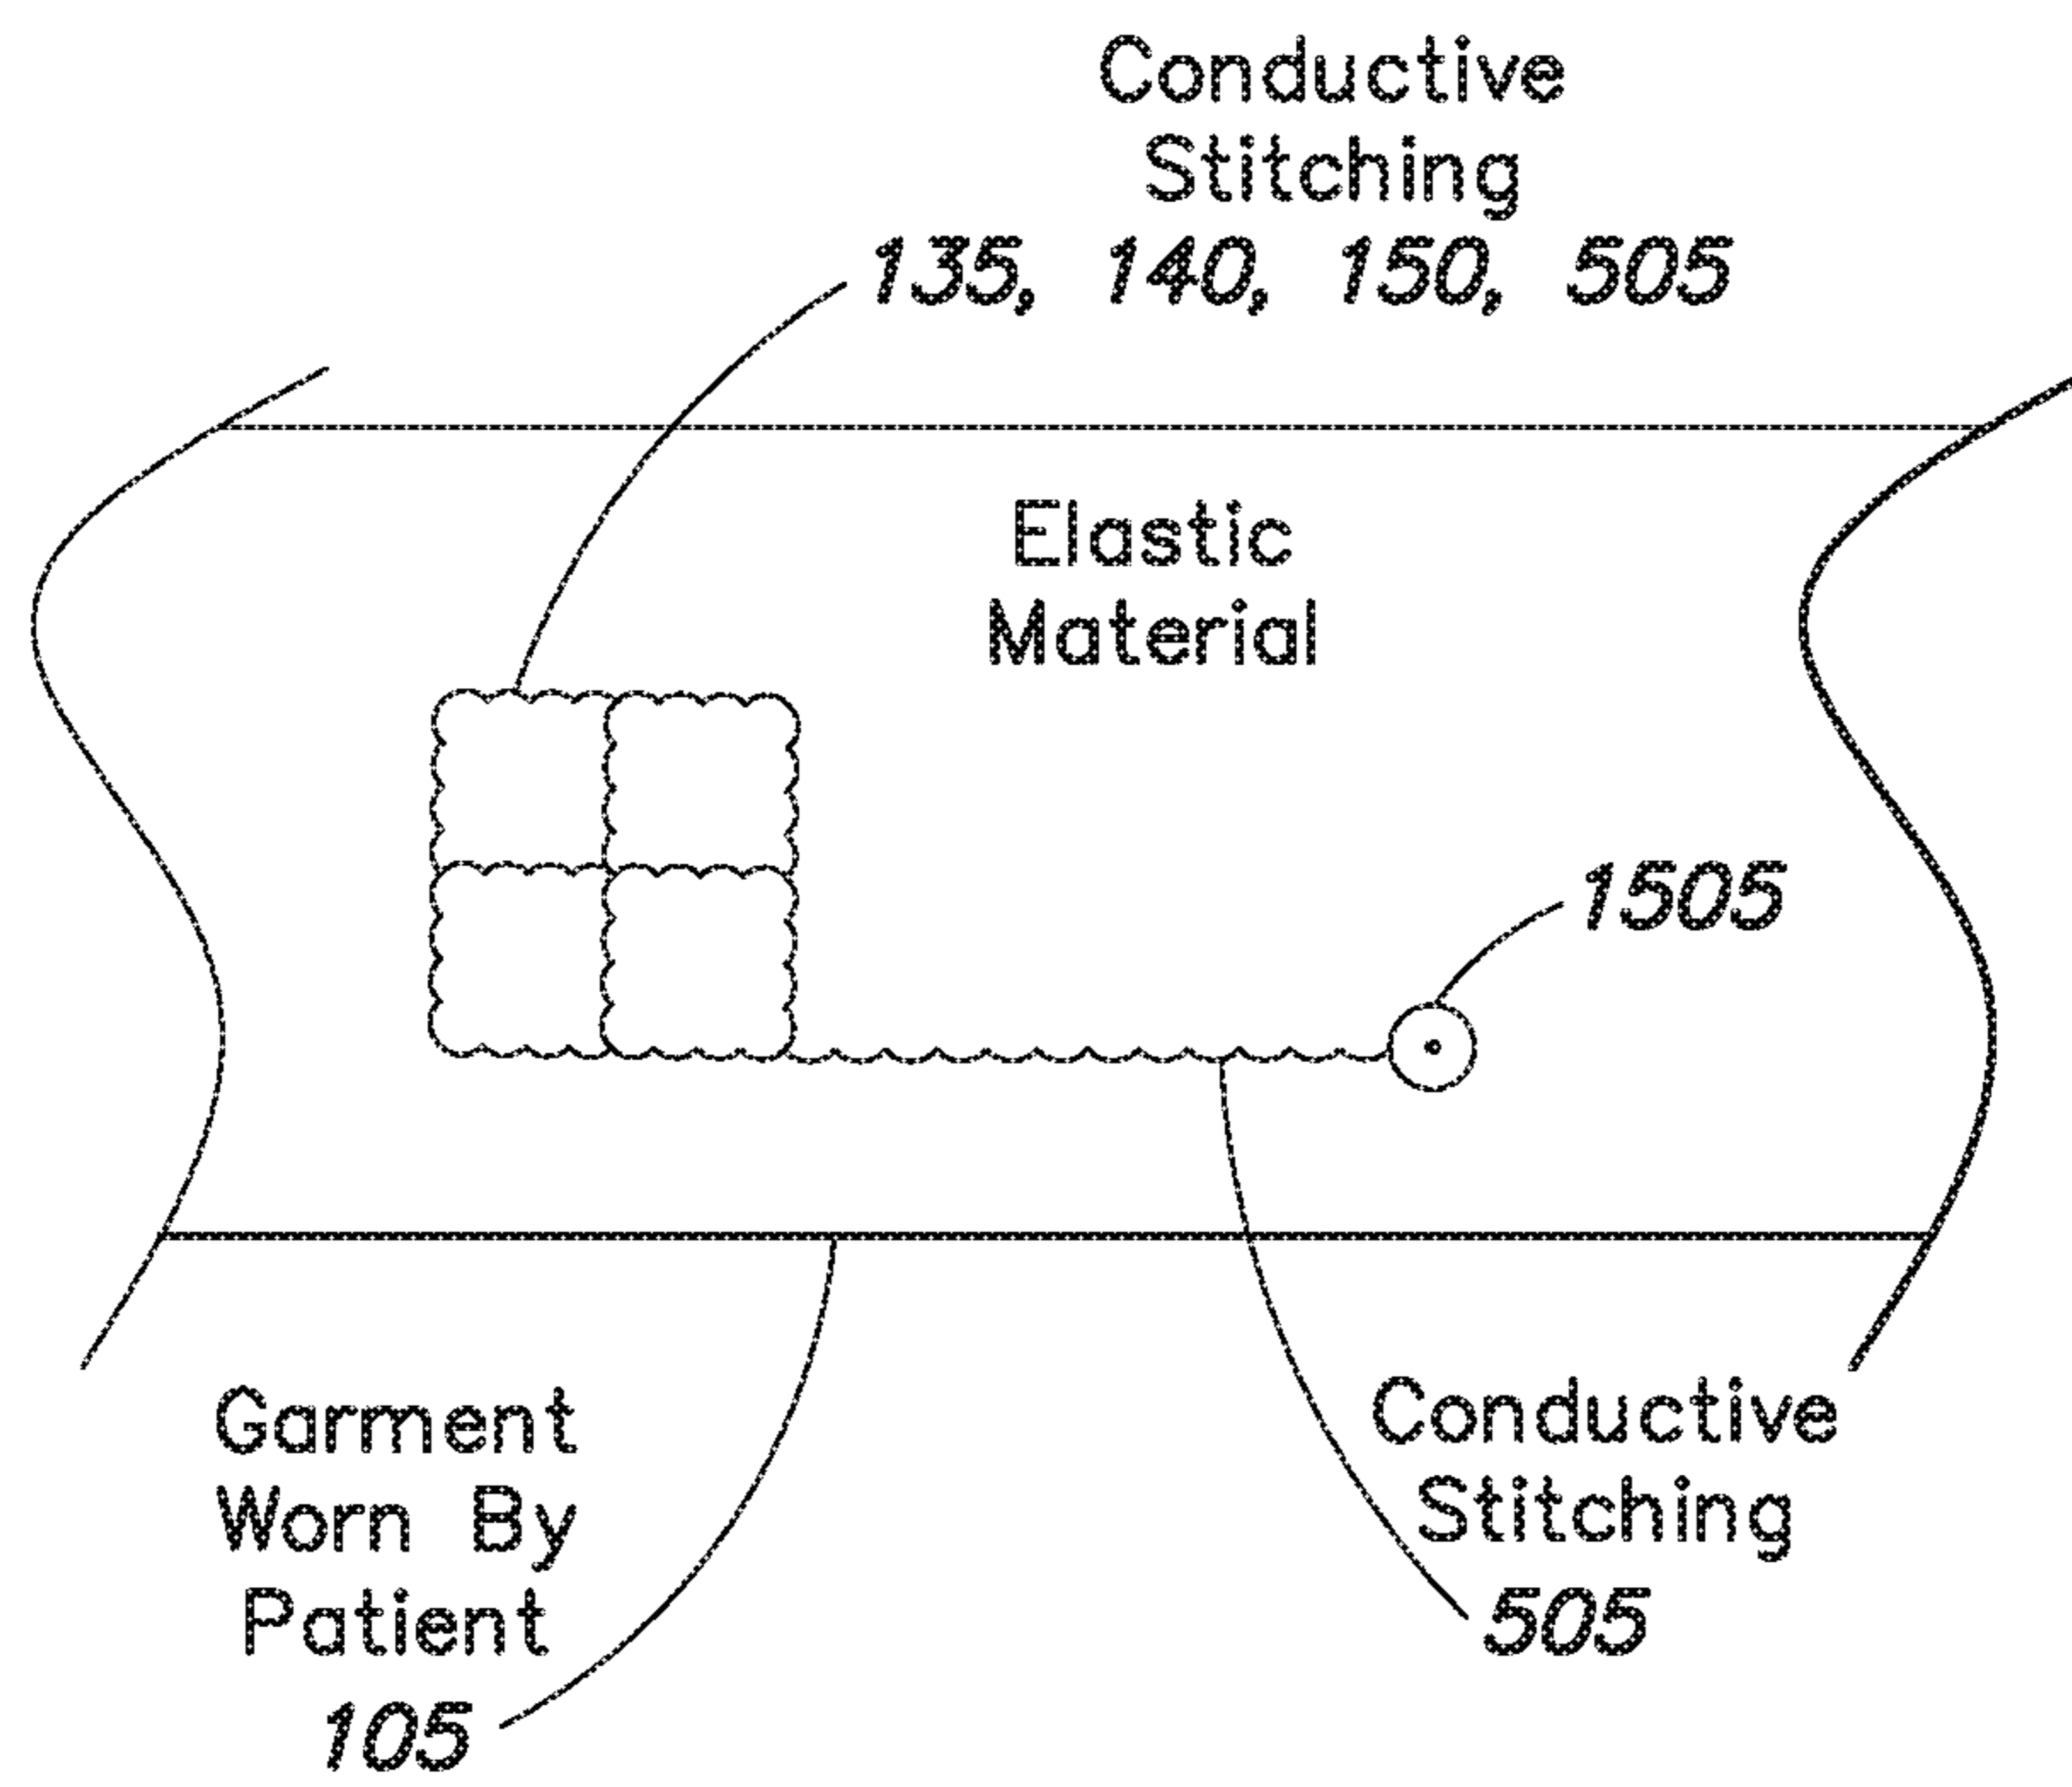 Conductive
Stitching
135, 140, 150, 505
Elastic
Material
1505
Garment
Worn By
Patient
105
Conductive
Stitching
505